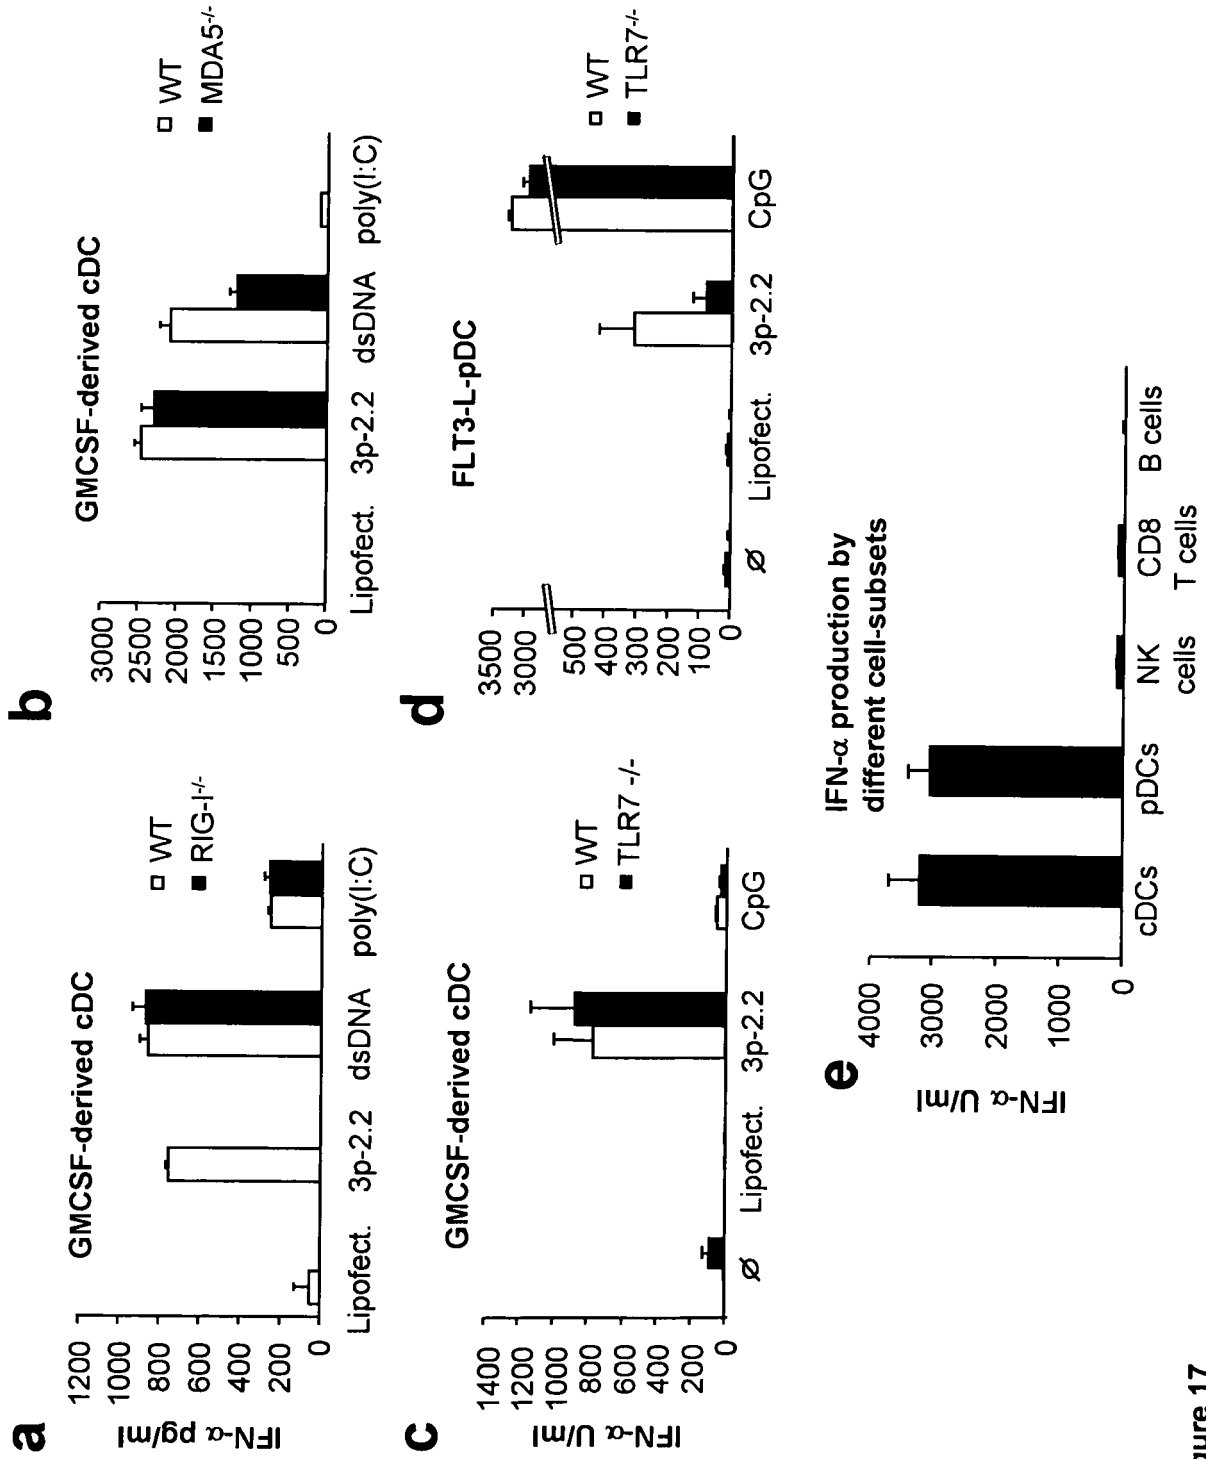 a
GMCSF-derived cDC
IFN-α pg/ml
1200
1000
800
600
400
200
0
Lipofect. 3p-2.2 dsDNA poly(I:C)
WT
RIG-I-/-
b
GMCSF-derived cDC
3000
2500
2000
1500
1000
500
0
Lipofect. 3p-2.2 dsDNA poly(I:C)
WT
MDA5-/-
c
GMCSF-derived cDC
IFN-α U/ml
1400
1200
1000
800
600
400
200
0
Ø Lipofect. 3p-2.2 CpG
WT
TLR7 -/-
d
FLT3-L-pDC
3500
3000
500
400
300
200
100
0
Ø Lipofect. 3p-2.2 CpG
WT
TLR7-/-
e
IFN-α production by
different cell-subsets
IFN-α U/ml
4000
3000
2000
1000
0
cDCs pDCs NK CD8 B cells
cells T cells
17